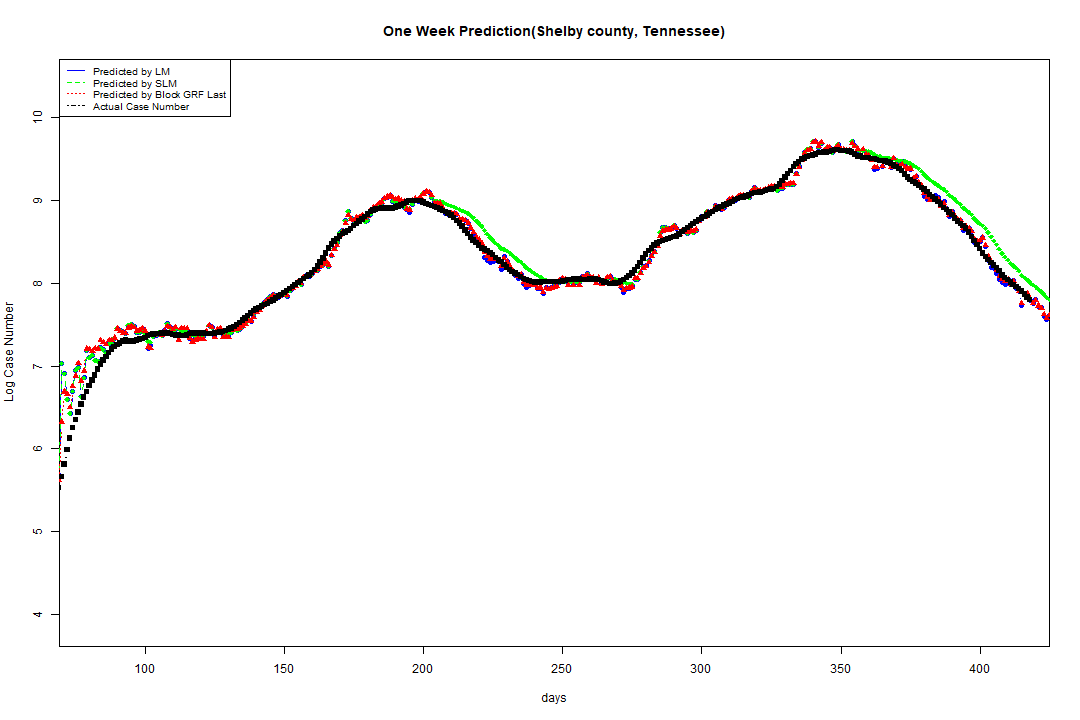 One Week Prediction(Shelby county, Tennessee)
Predicted by LM
Predicted by SLM
Predicted by Block GRF Last
Actual Case Number
10
9
8
7
6
5
4
Log Case Number
100 150 200 250 300 350 400
days